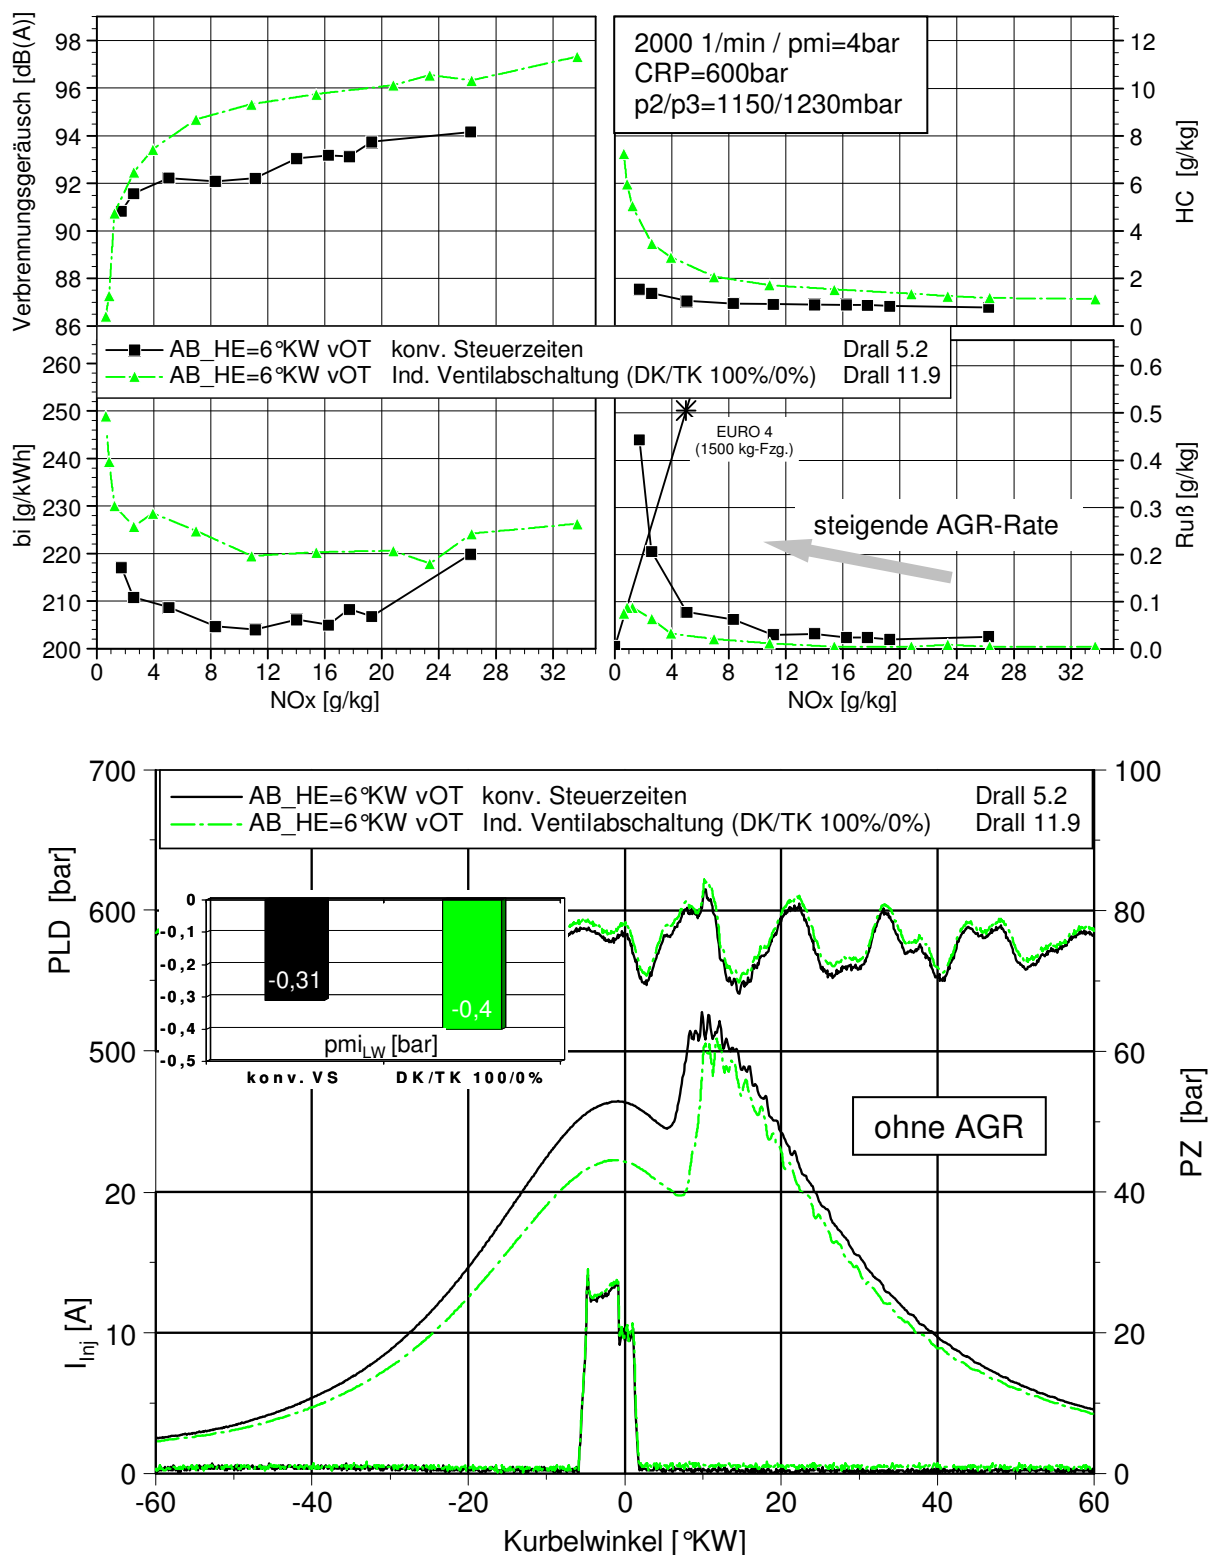 Verbrennungsgeräusch [dB(A)]
98
96
94
92
90
88
86
2000 1/min / pmi=4bar
CRP=600bar
p2/p3=1150/1230mbar
12
10
8
6
4
2
0
HC [g/kg]
AB_HE=6°KW vOT konv. Steuerzeiten Drall 5.2
AB_HE=6°KW vOT Ind. Ventilabschaltung (DK/TK 100%/0%) Drall 11.9
bi [g/kWh]
260
250
240
230
220
210
200
0 4 8 12 16 20 24 28 32
NOx [g/kg]
EURO 4
(1500 kg-Fzg.)
steigende AGR-Rate
0.6
0.5
0.4
0.3
0.2
0.1
0.0
Ruß [g/kg]
0 4 8 12 16 20 24 28 32
NOx [g/kg]
AB_HE=6°KW vOT konv. Steuerzeiten Drall 5.2
AB_HE=6°KW vOT Ind. Ventilabschaltung (DK/TK 100%/0%) Drall 11.9
PLD [bar]
700
600
500
I_Inj [A]
20
10
0
0
-0,1
-0,2
-0,3
-0,4
-0,5
-0,31
-0,4
pmi_LW [bar]
konv. VS DK/TK 100/0%
ohne AGR
100
80
60
40
20
0
PZ [bar]
-60 -40 -20 0 20 40 60
Kurbelwinkel [°KW]